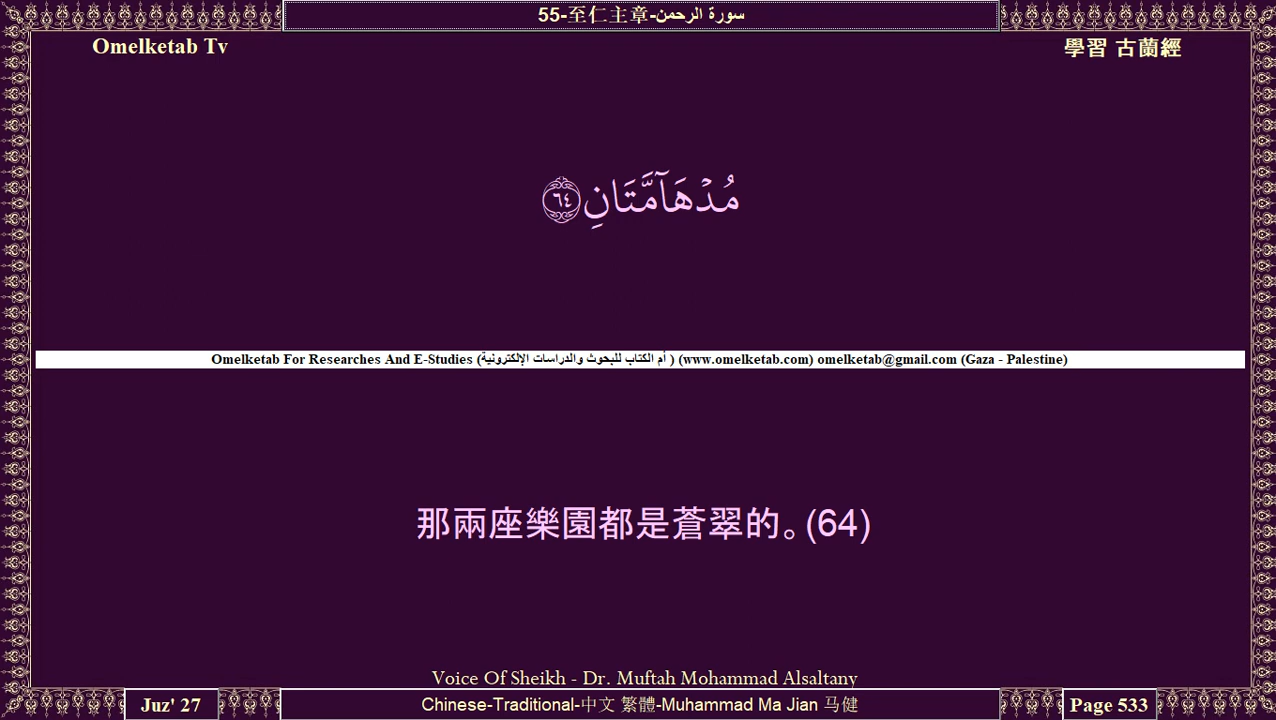 55-至仁主章-سورة الرحمن
Omelketab Tv
學習 古蘭經
مُدۡهَآمَّتَانِ ٦٤
Omelketab For Researches And E-Studies (أم الكتاب للبحوث والدراسات الإلكترونية ) (www.omelketab.com) omelketab@gmail.com (Gaza - Palestine)
那兩座樂園都是蒼翠的。(64)
Voice Of Sheikh - Dr. Muftah Mohammad Alsaltany
Juz' 27
Chinese-Traditional-中文 繁體-Muhammad Ma Jian 马健
Page 533